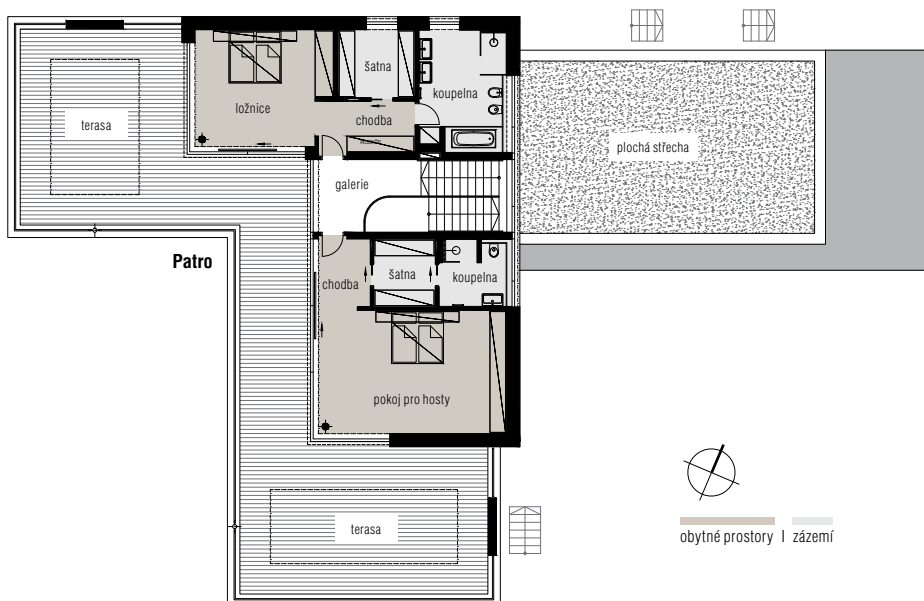 šatna
koupelna
ložnice
terasa
chodba
plochá střecha
galerie
Patro
chodba
šatna
koupelna
pokoj pro hosty
terasa
obytné prostory I zázemí